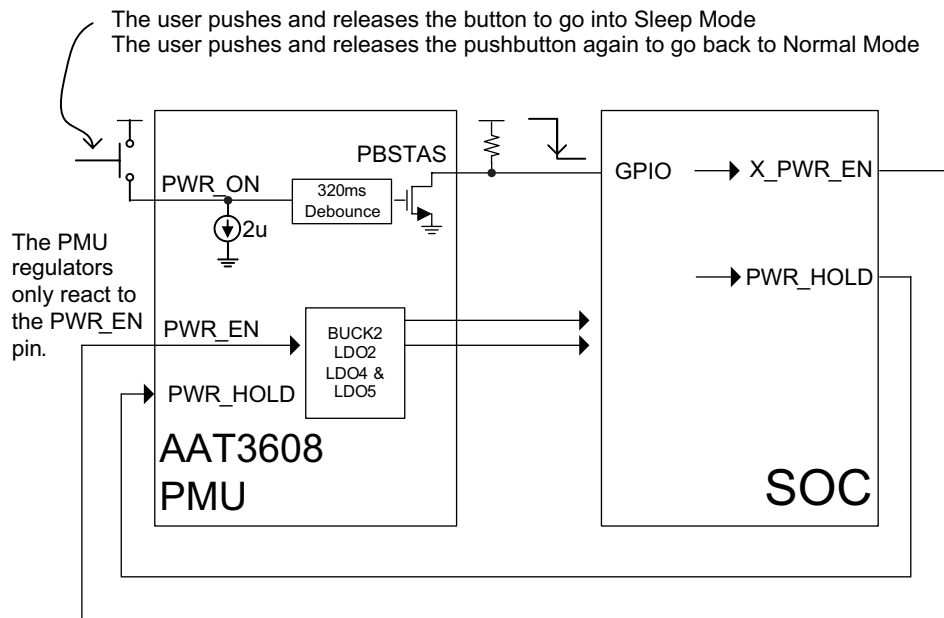 The user pushes and releases the button to go into Sleep Mode
The user pushes and releases the pushbutton again to go back to Normal Mode
PBSTAS
PWR_ON
320ms
Debounce
2u
GPIO
X_PWR_EN
The PMU
regulators
only react to
the PWR_EN
pin.
PWR_HOLD
PWR_EN
BUCK2
LDO2
LDO4 &
LDO5
PWR_HOLD
AAT3608
PMU
SOC